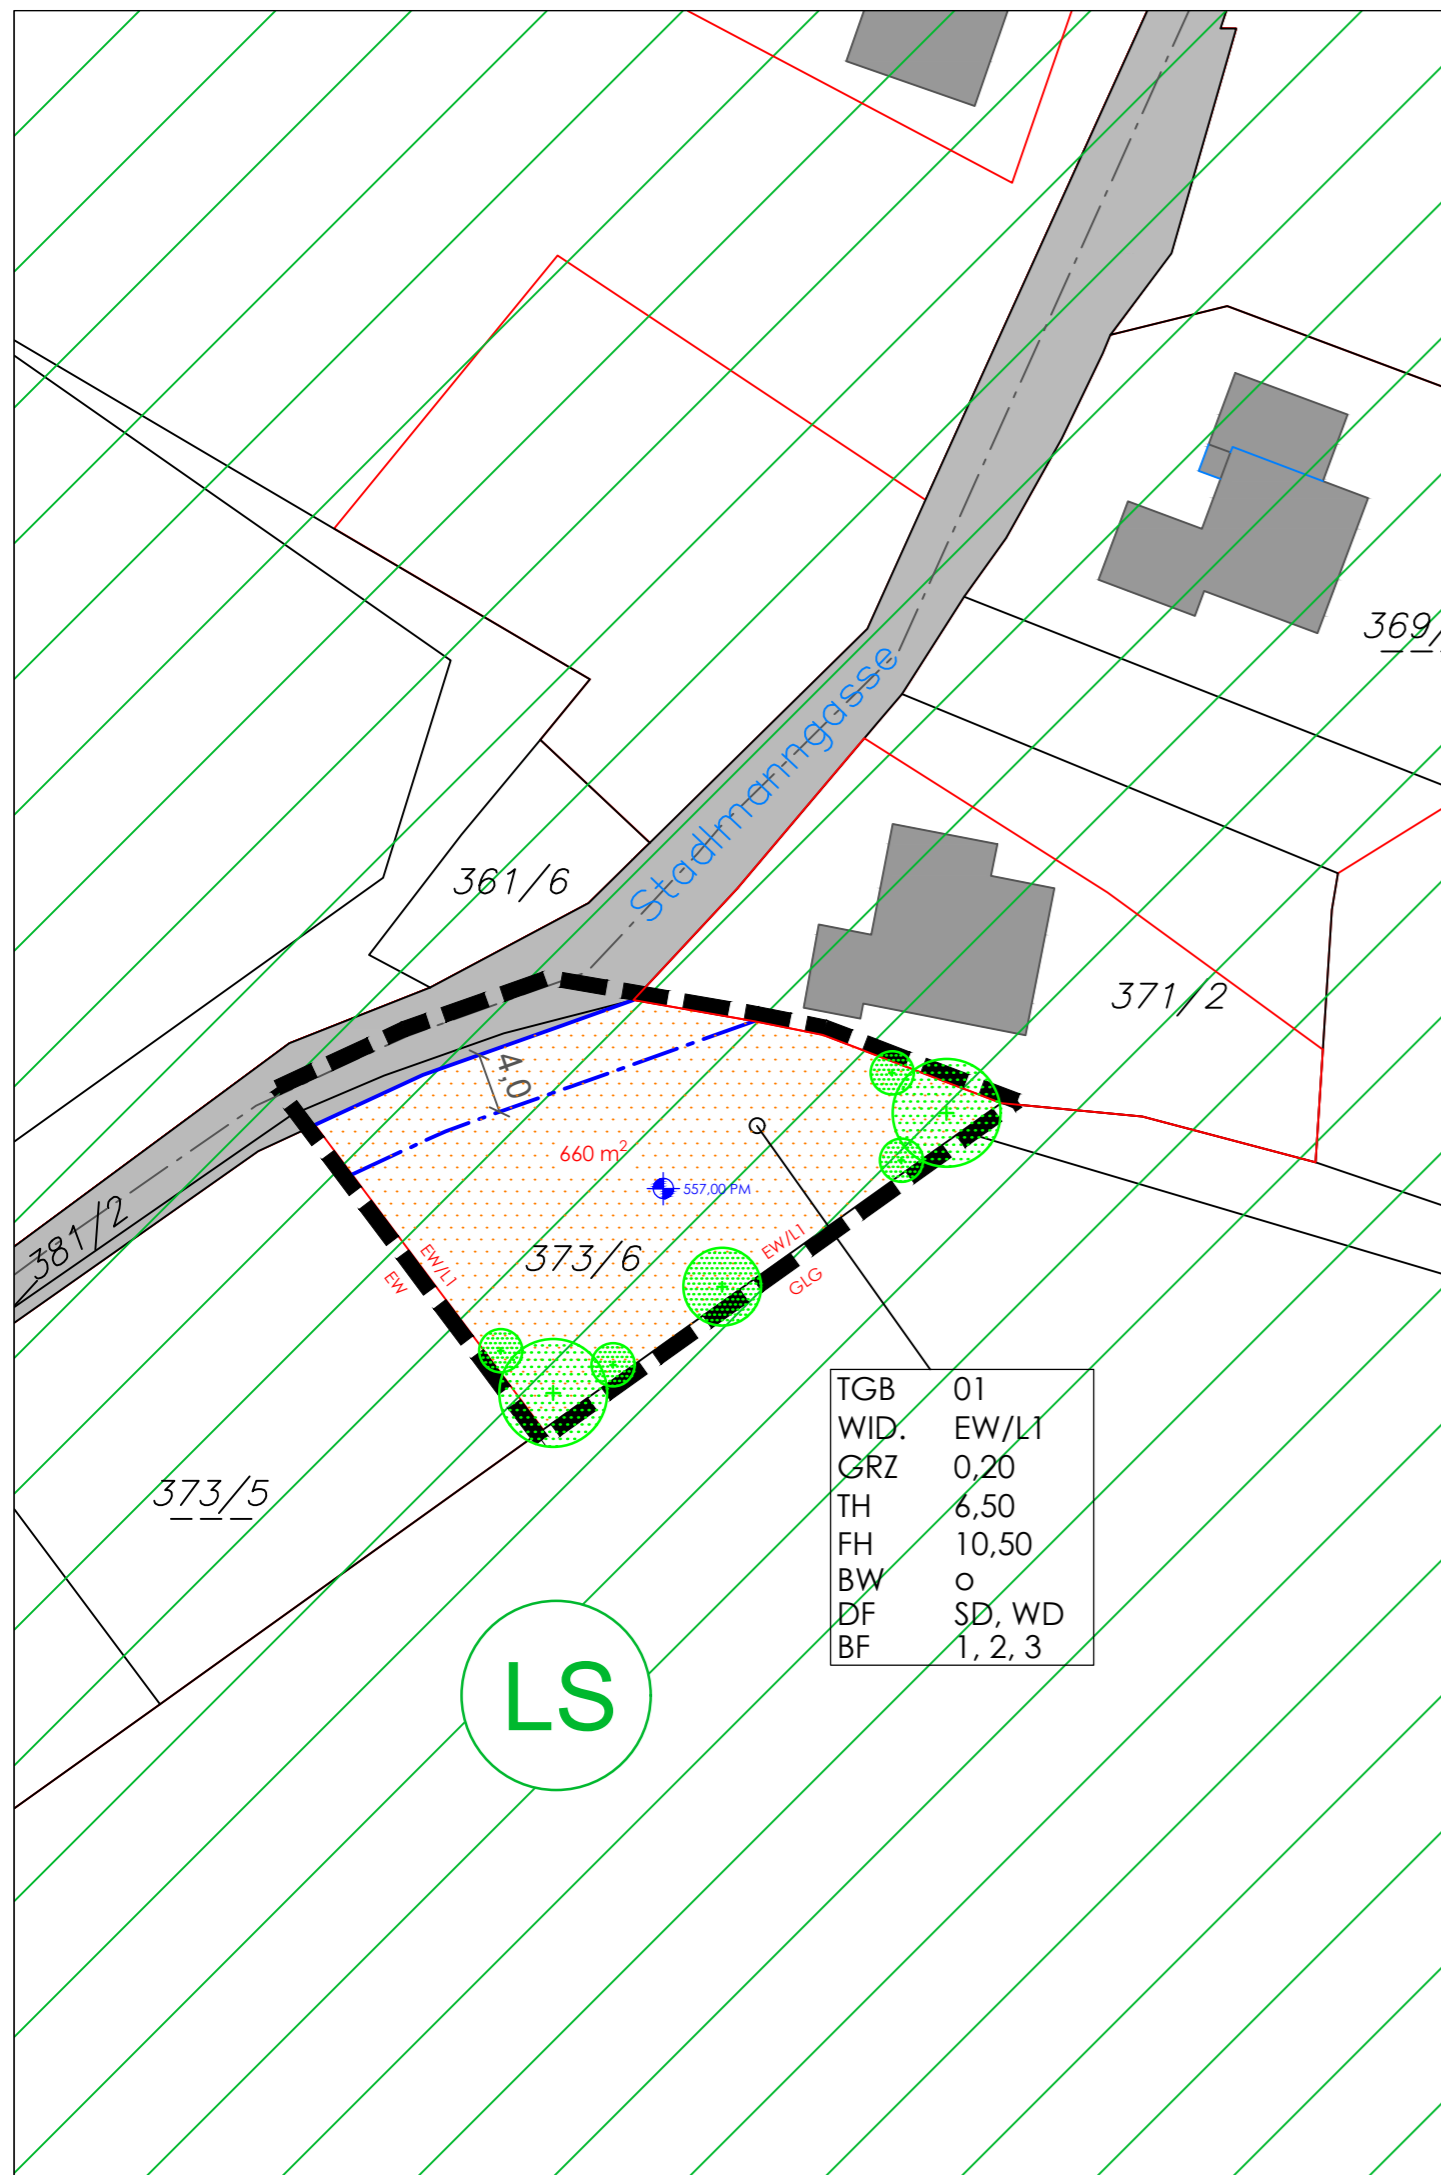 369/
Stadlmanngasse
361/6
371/2
4,0
660 m²
557,00 PM
381/2
EW/L1
EW
373/6
EW/L1
GLG
TGB 01
WID. EW/L1
GRZ 0,20
TH 6,50
FH 10,50
BW o
DF SD, WD
BF 1, 2, 3
373/5
LS